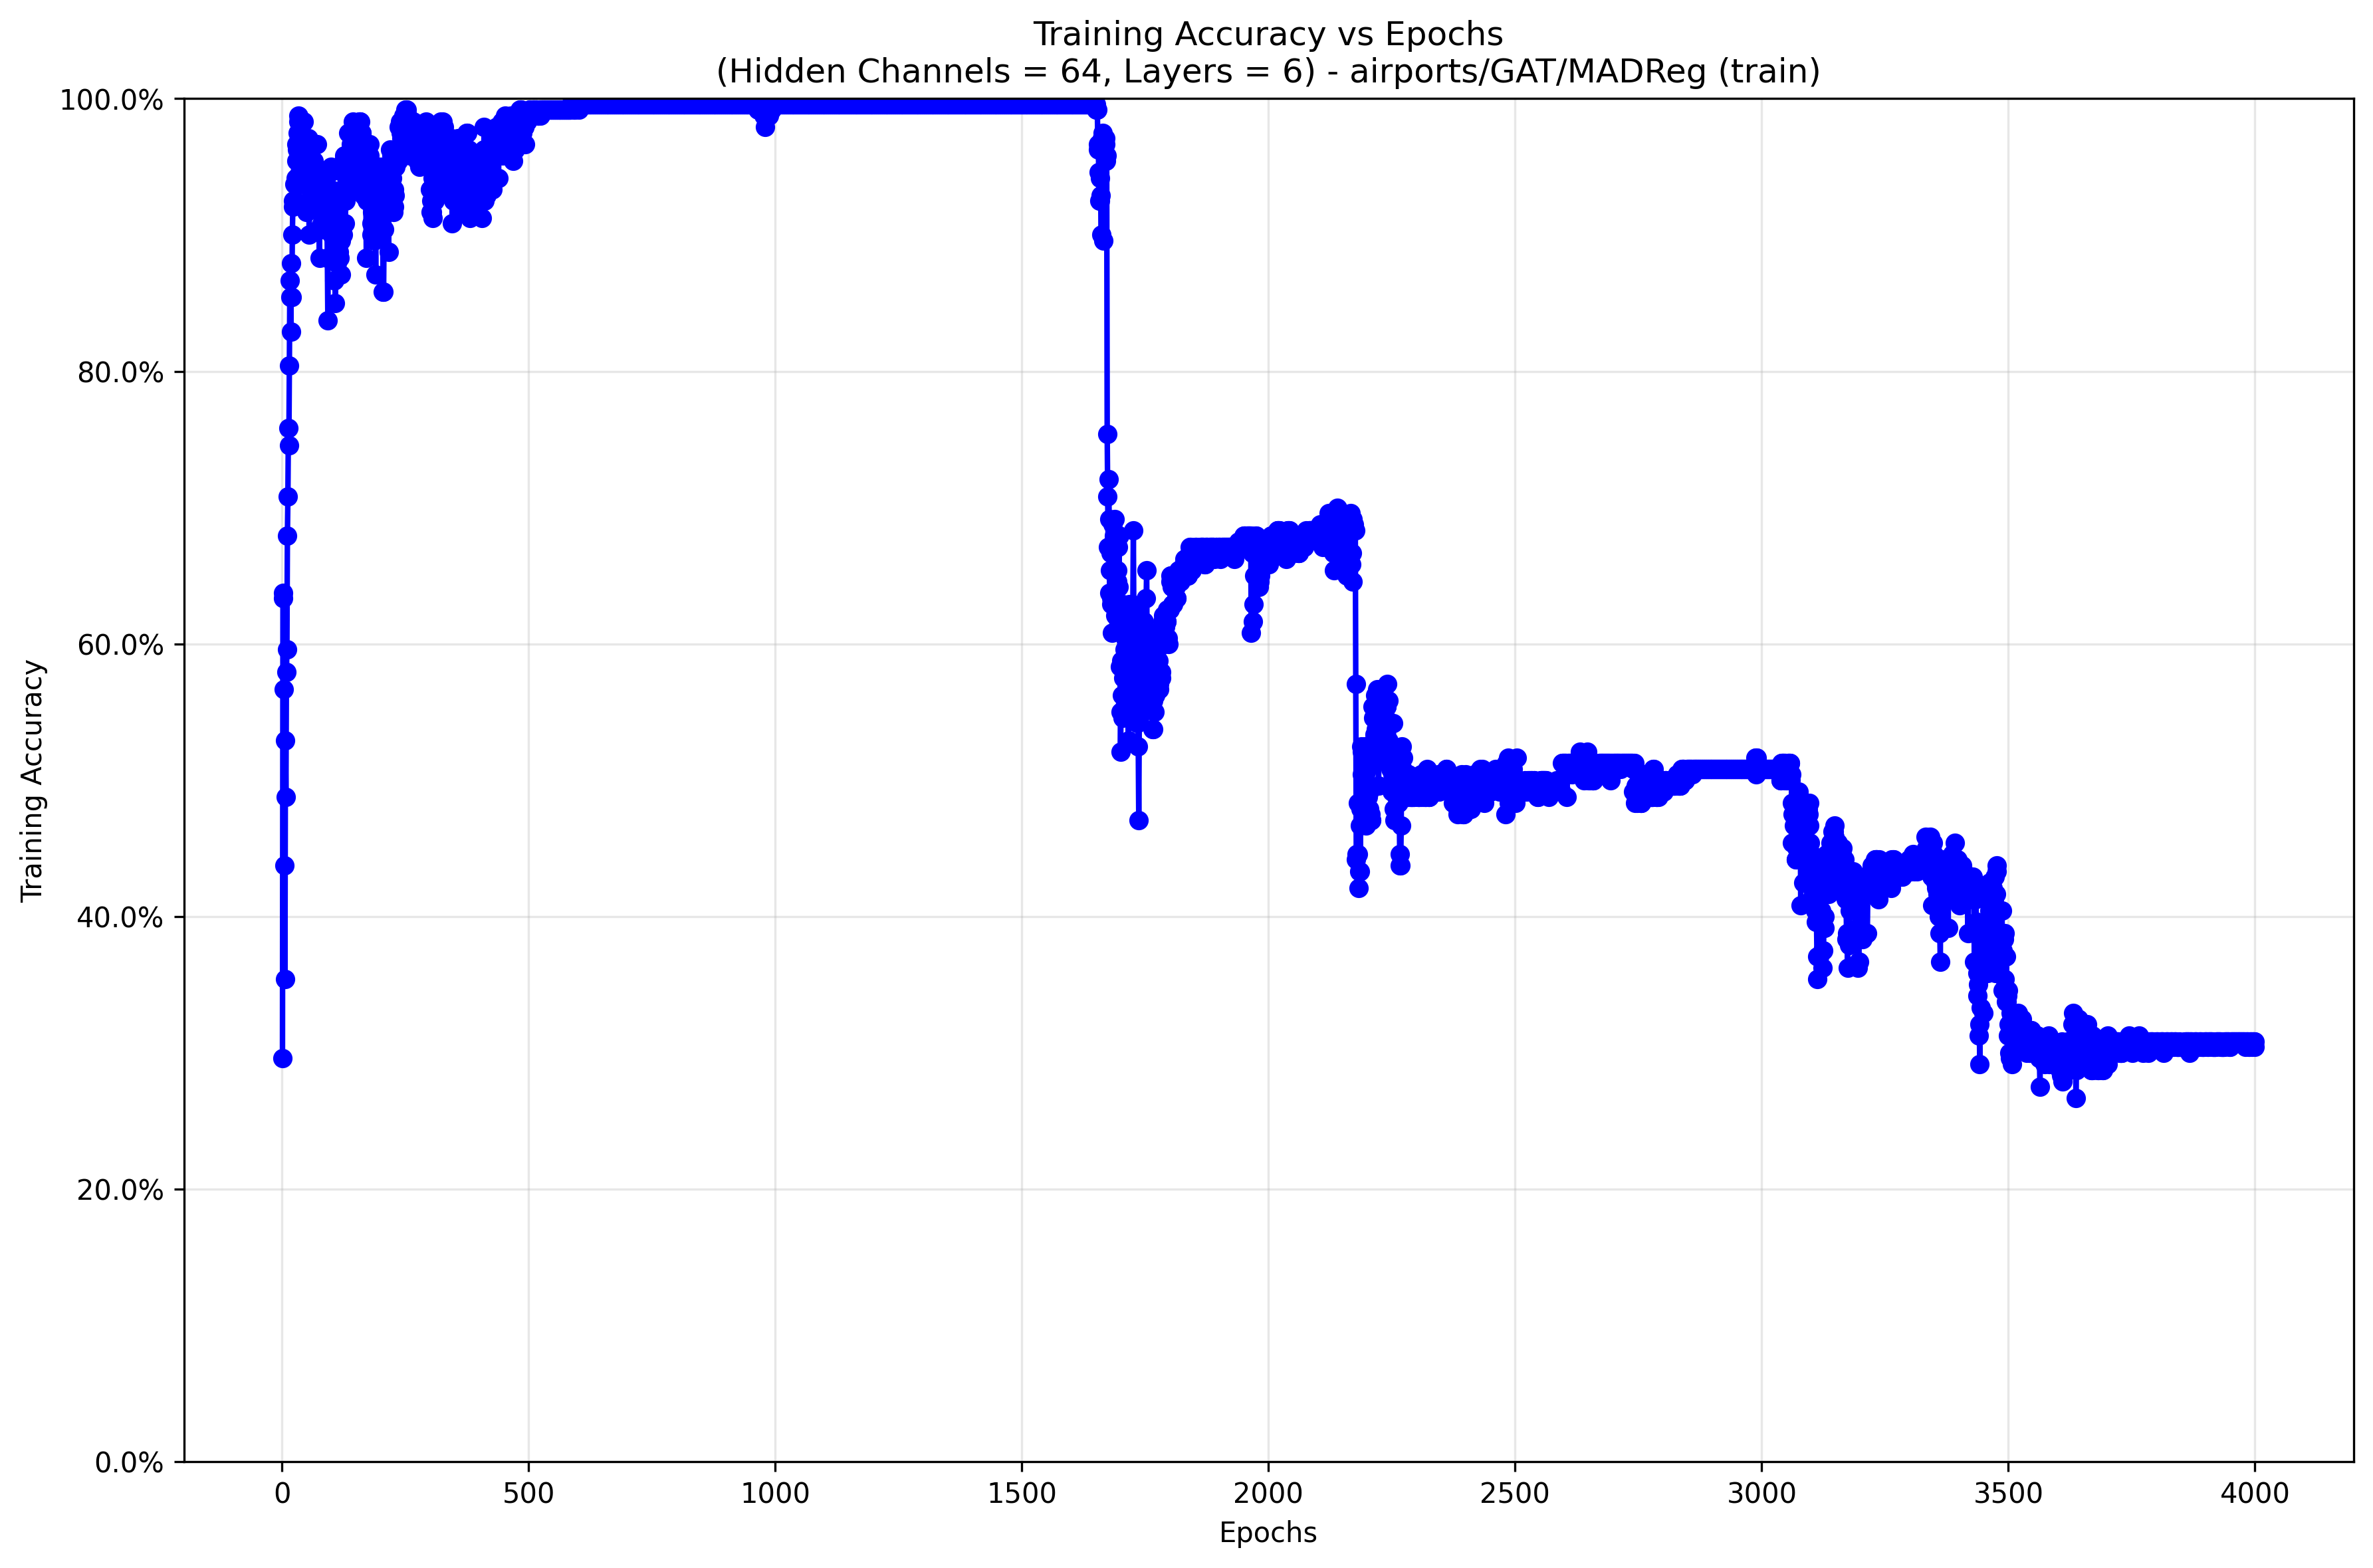 Training Accuracy vs Epochs
(Hidden Channels = 64, Layers = 6) - airports/GAT/MADReg (train)
100.0%
80.0%
60.0%
40.0%
20.0%
0.0%
Training Accuracy
0 500 1000 1500 2000 2500 3000 3500 4000
Epochs